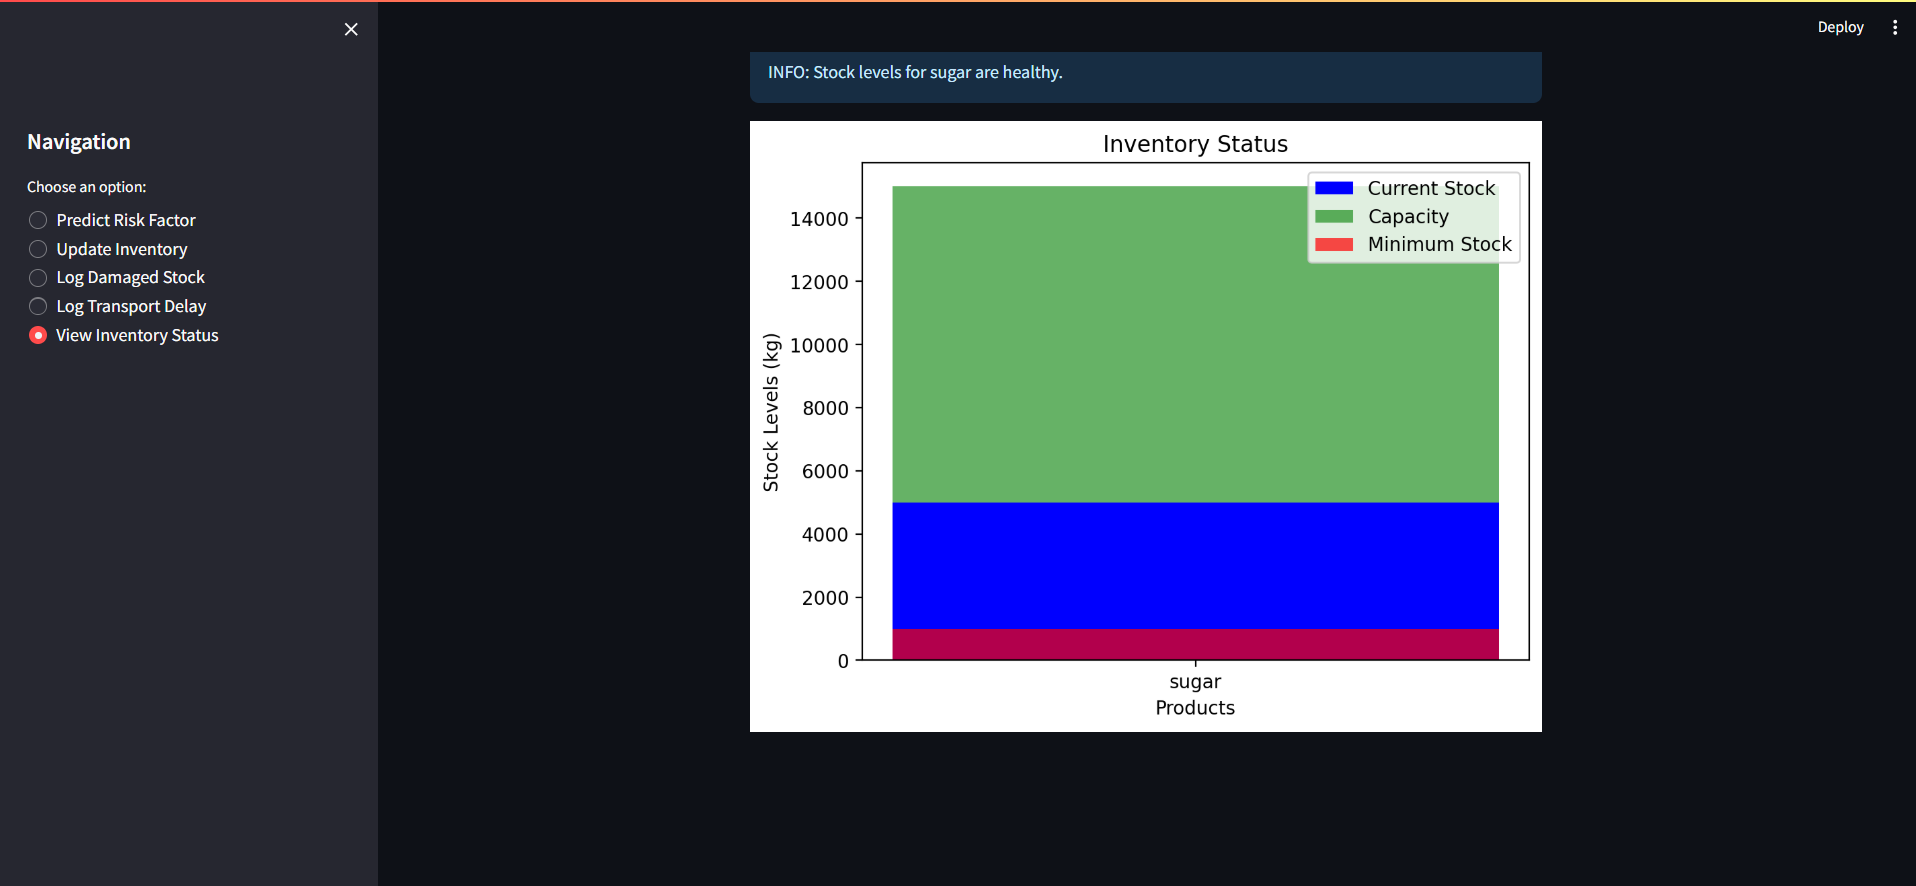 Deploy
Navigation
Choose an option:
Predict Risk Factor
Update Inventory
Log Damaged Stock
Log Transport Delay
View Inventory Status
INFO: Stock levels for sugar are healthy.
Inventory Status
Current Stock
Capacity
Minimum Stock
Stock Levels (kg)
14000
12000
10000
8000
6000
4000
2000
0
sugar
Products